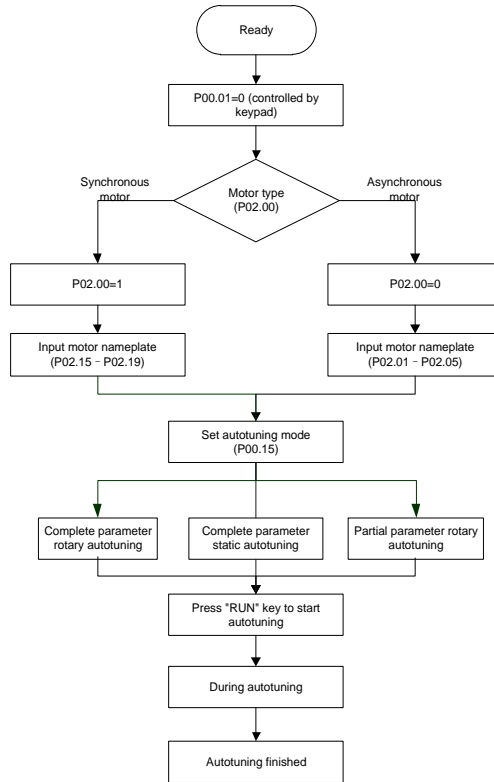 Ready
P00.01=0 (controlled by
keypad)
Synchronous
motor
Motor type
(P02.00)
Asynchronous
motor
P02.00=1
P02.00=0
Input motor nameplate
(P02.15–P02.19)
Input motor nameplate
(P02.01–P02.05)
Set autotuning mode
(P00.15)
Complete parameter
rotary autotuning
Complete parameter
static autotuning
Partial parameter rotary
autotuning
Press "RUN" key to start
autotuning
During autotuning
Autotuning finished